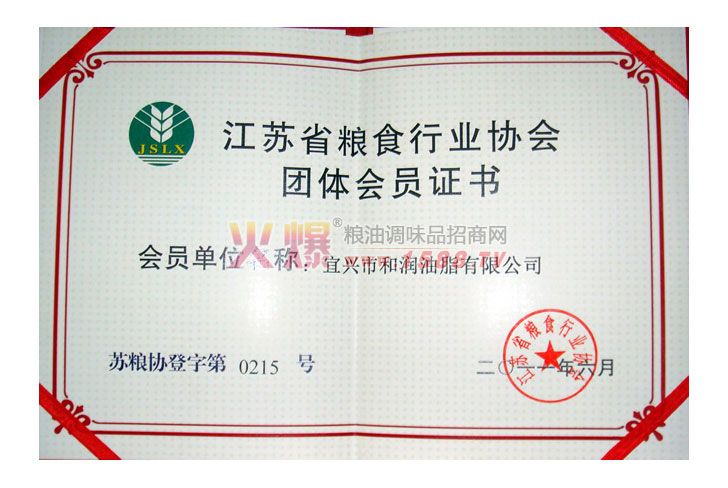 JSLX
江苏省粮食行业协会
团体会员证书
火爆®粮油调味品招商网
1588.TV
会员单位 称：宜兴市和润油脂有限公司
江苏省粮食行业协会
苏粮协登字第 0215 号
二〇一一年六月